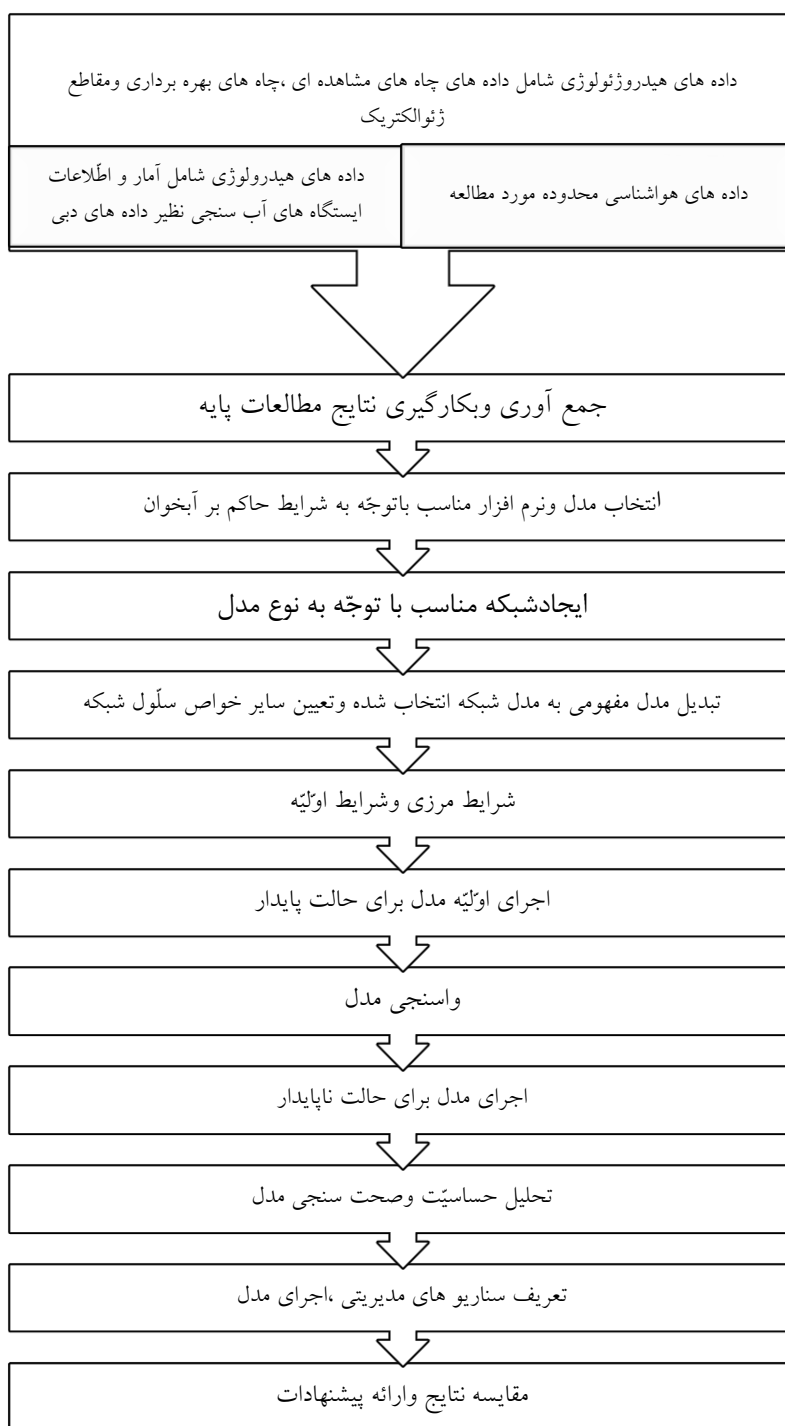 داده های هیدروژئولوژی شامل داده های چاه های مشاهده ای ،چاه های بهره برداری ومقاطع
ژئوالکتریک
داده های هواشناسی محدوده مورد مطالعه
داده های هیدرولوژی شامل آمار و اطّلاعات
ایستگاه های آب سنجی نظیر داده های دبی
جمع آوری وبکارگیری نتایج مطالعات پایه
انتخاب مدل ونرم افزار مناسب باتوجّه به شرایط حاکم بر آبخوان
ایجادشبکه مناسب با توجّه به نوع مدل
تبدیل مدل مفهومی به مدل شبکه انتخاب شده وتعیین سایر خواص سلّول شبکه
شرایط مرزی وشرایط اوّلیّه
اجرای اوّلیّه مدل برای حالت پایدار
واسنجی مدل
اجرای مدل برای حالت ناپایدار
تحلیل حساسیّت وصحت سنجی مدل
تعریف سناریو های مدیریتی ،اجرای مدل
مقایسه نتایج وارائه پیشنهادات